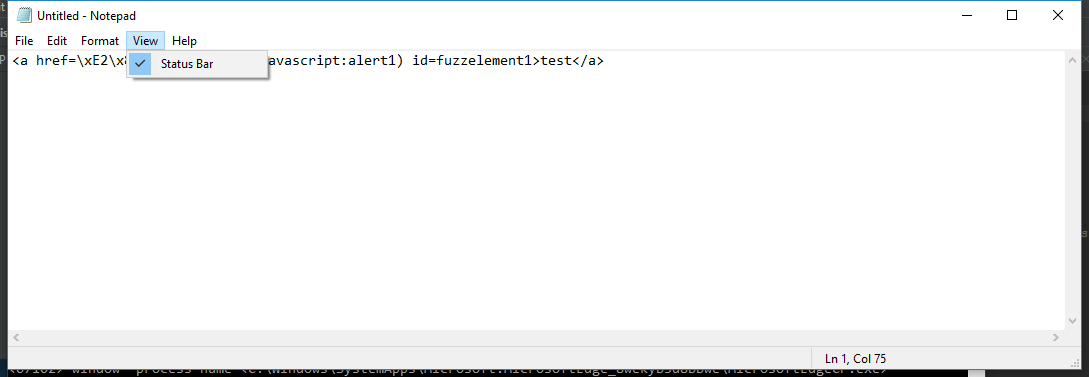 Untitled - Notepad
File Edit Format View Help
Status Bar
<a href=\xE2\x avascript:alert1) id=fuzzelement1>test</a>
Ln 1, Col 75